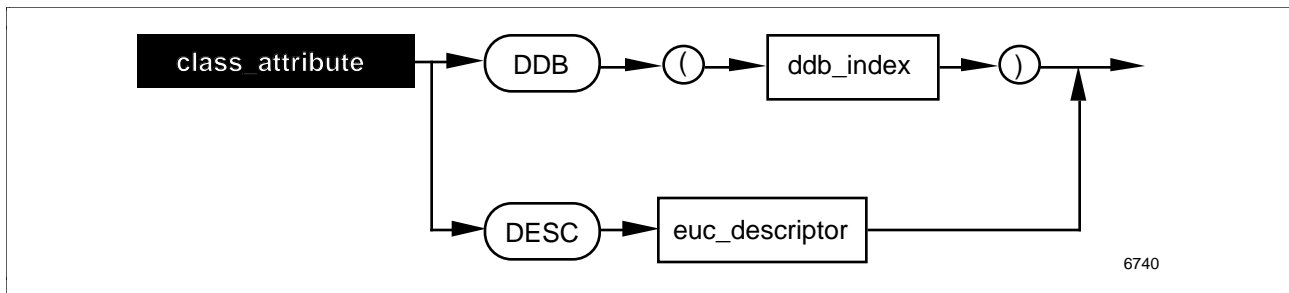 class_attribute DDB ( ddb_index )
DESC euc_descriptor
6740